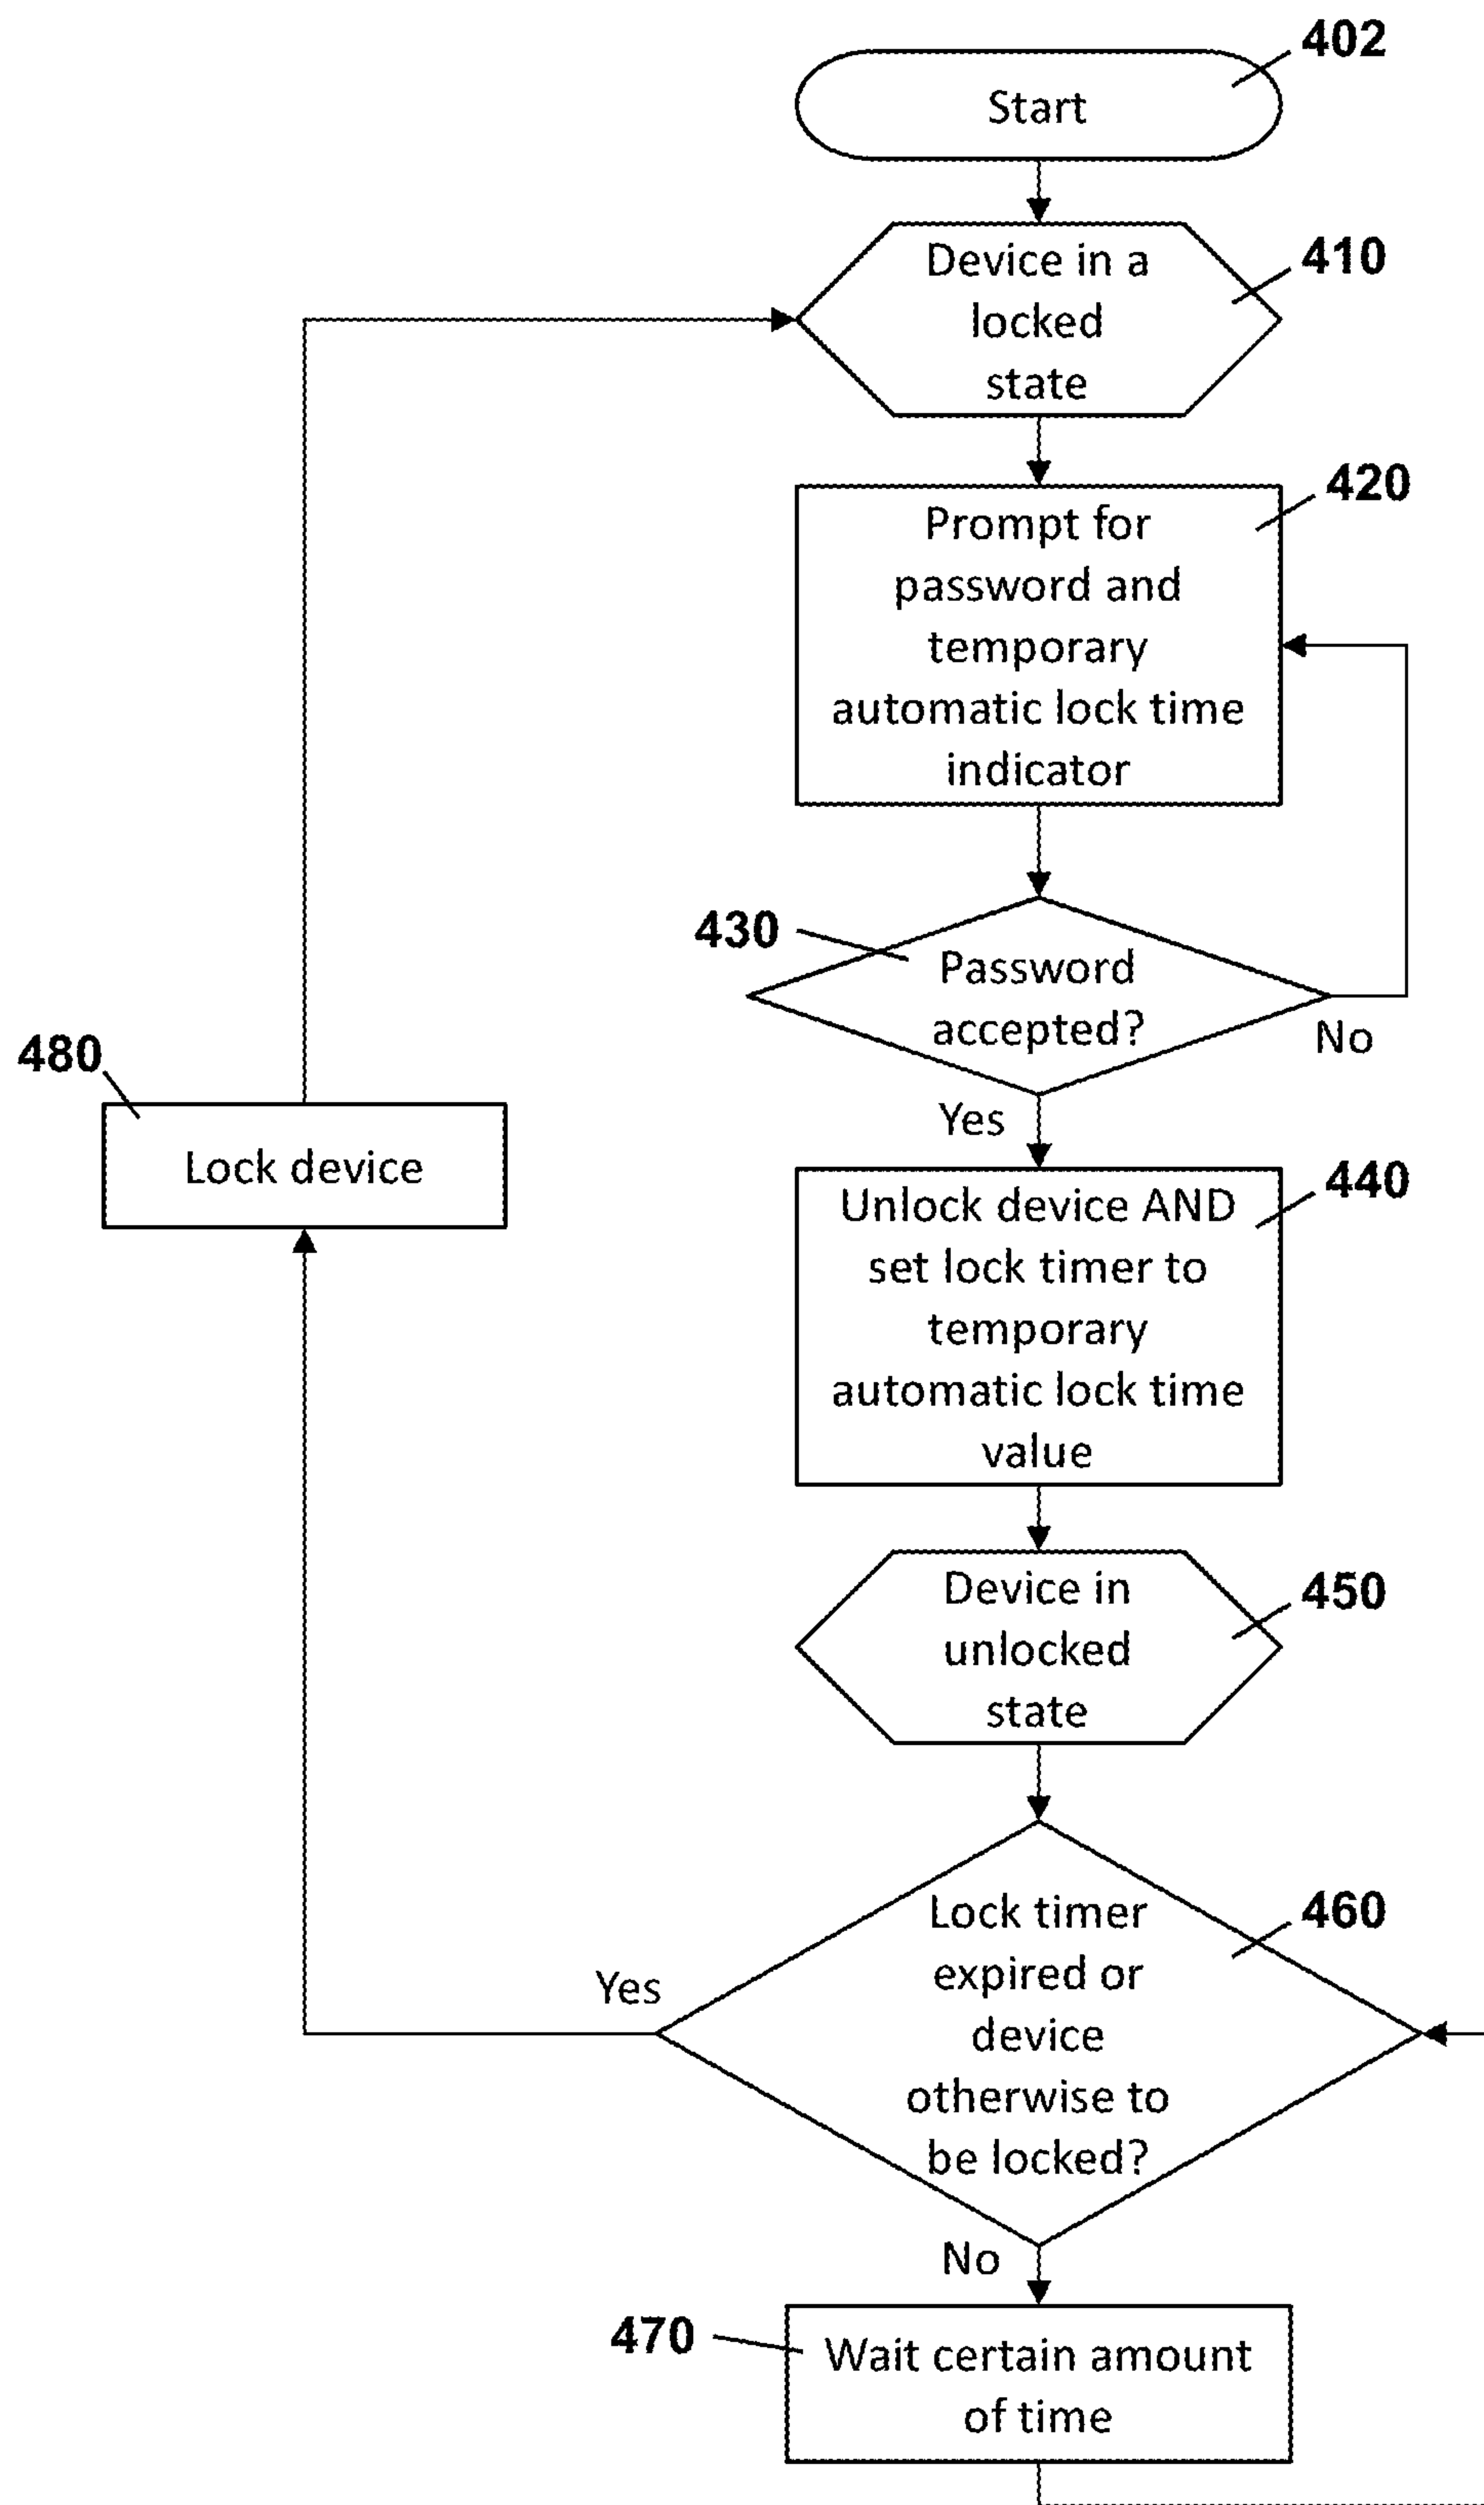 402
Start
410
Device in a
locked
state
420
Prompt for
password and
temporary
automatic lock time
indicator
430
Password
accepted?
No
480
Yes
Lock device
440
Unlock device AND
set lock timer to
temporary
automatic lock time
value
450
Device in
unlocked
state
460
Lock timer
expired or
device
otherwise to
be locked?
Yes
No
470
Wait certain amount
of time